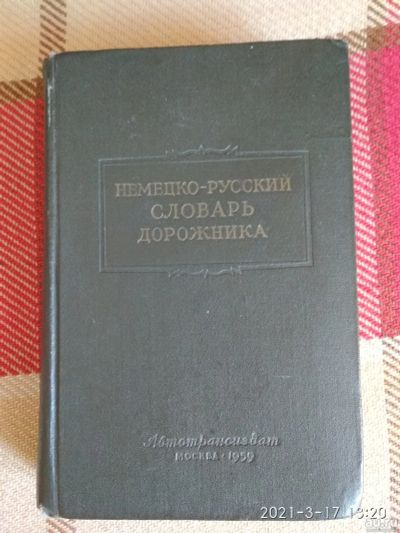 НЕМЕЦКО-РУССКИЙ
СЛОВАРЬ
ДОРОЖНИКА
Автотрансиздат
МОСКВА · 1959
2021-3-17 13:20